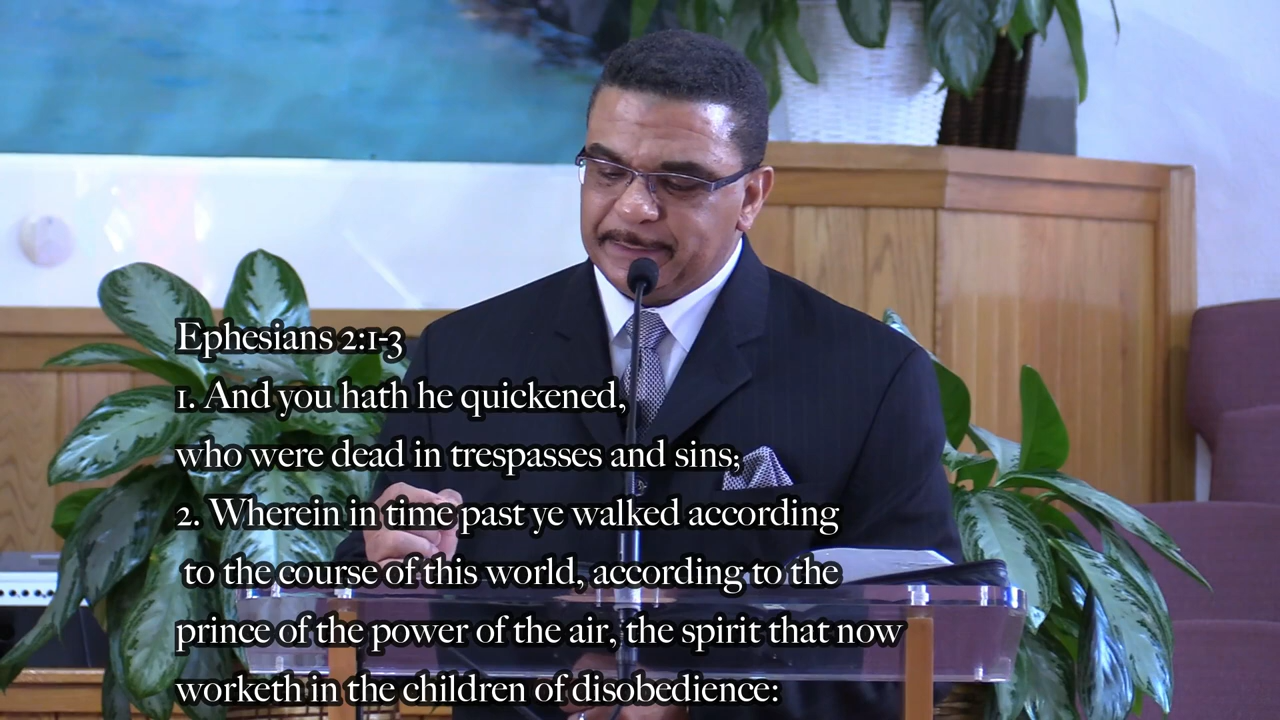 Ephesians 2:1-3
1. And you hath he quickened,
who were dead in trespasses and sins;
2. Wherein in time past ye walked according
to the course of this world, according to the
prince of the power of the air, the spirit that now
worketh in the children of disobedience: